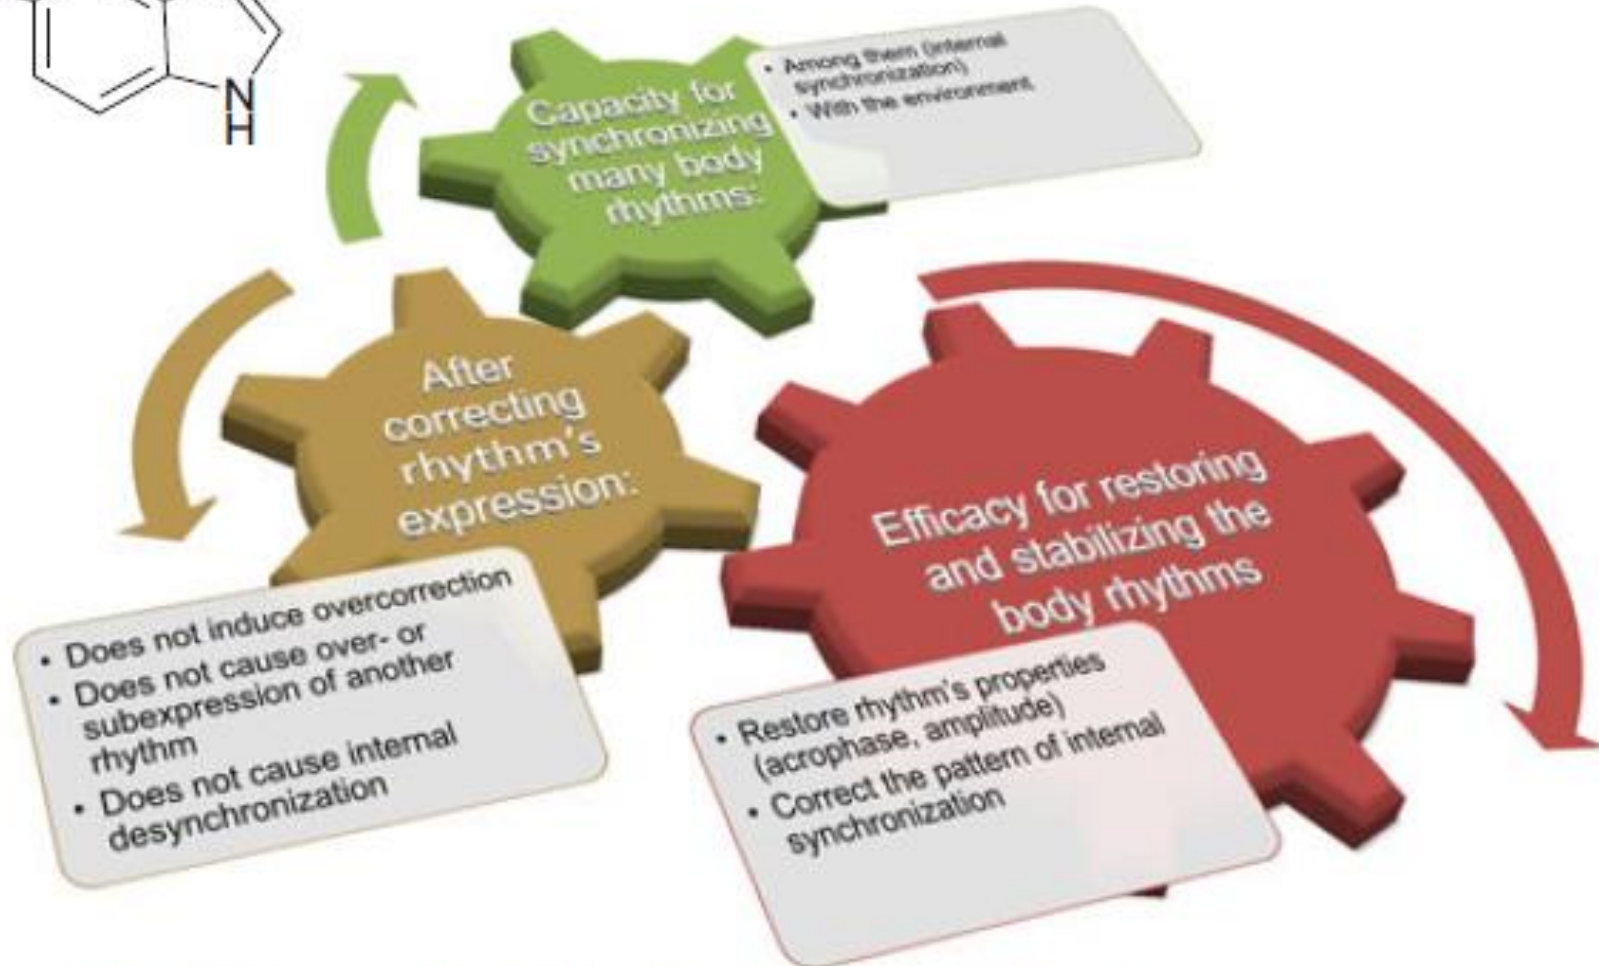 N
H
Capacity for
synchronizing
many body
rhythms:
• Among them (internal
synchronization)
• With the environment
After
correcting
rhythm's
expression:
• Does not induce overcorrection
• Does not cause over- or
subexpression of another
rhythm
• Does not cause internal
desychronization
Efficacy for restoring
and stabilizing the
body rhythms
• Restore rhythm's properties
(acrophase, amplitude)
• Correct the pattern of internal
synchronization